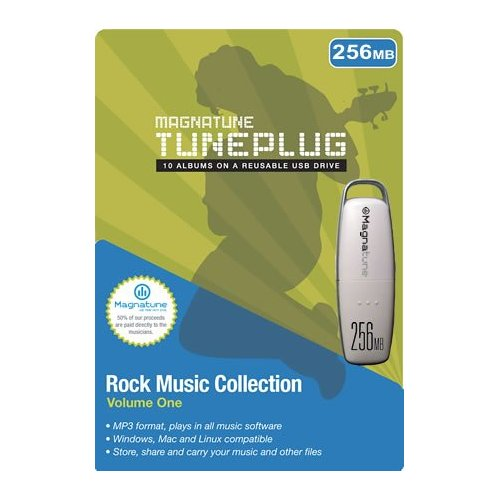 256MB
MAGNATUNE
TUNEPLUG
10 ALBUMS ON A REUSABLE USB DRIVE
Magnatune
256MB
Magnatune
50% of our proceeds
are paid directly to the
musicians.
Rock Music Collection
Volume One
• MP3 format, plays in all music software
• Windows, Mac and Linux compatible
• Store, share and carry your music and other files